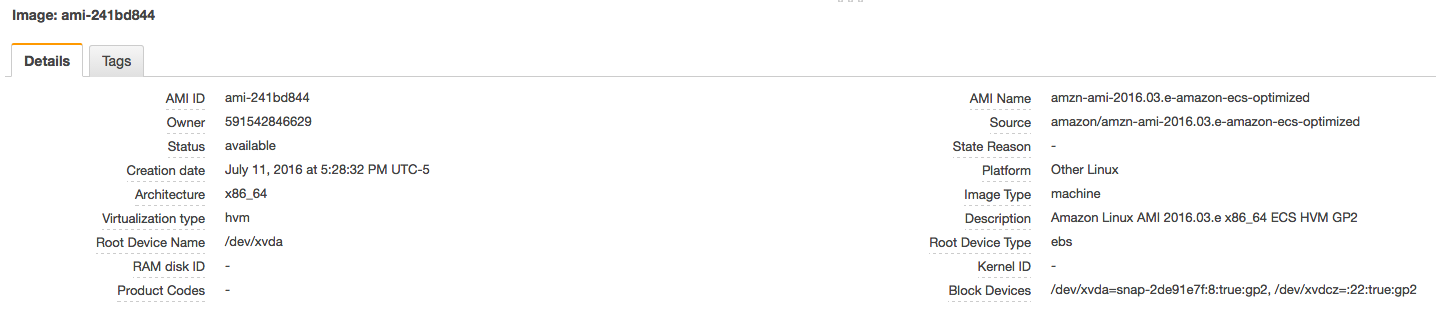 Image: ami-241bd844
Details Tags
AMI ID ami-241bd844 AMI Name amzn-ami-2016.03.e-amazon-ecs-optimized
Owner 591542846629 Source amazon/amzn-ami-2016.03.e-amazon-ecs-optimized
Status available State Reason -
Creation date July 11, 2016 at 5:28:32 PM UTC-5 Platform Other Linux
Architecture x86_64 Image Type machine
Virtualization type hvm Description Amazon Linux AMI 2016.03.e x86_64 ECS HVM GP2
Root Device Name /dev/xvda Root Device Type ebs
RAM disk ID - Kernel ID -
Product Codes - Block Devices /dev/xvda=snap-2de91e7f:8:true:gp2, /dev/xvdcz=:22:true:gp2